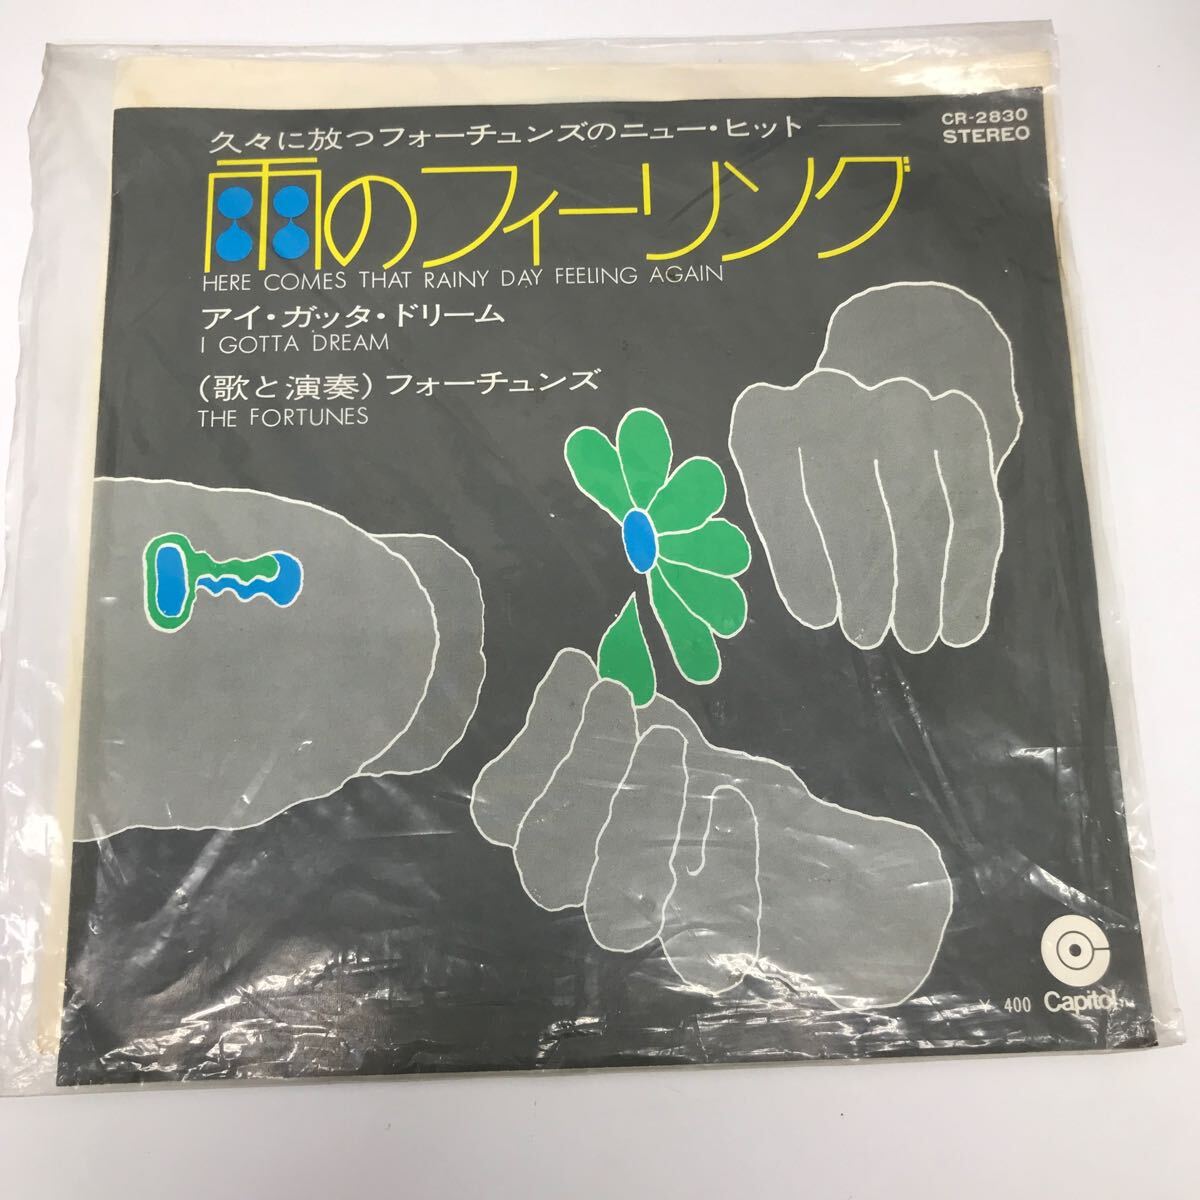 久々に放つフォーチュンズのニュー・ヒット
CR-2830
STEREO
雨のフィーリング
HERE COMES THAT RAINY DAY FEELING AGAIN
アイ・ガッタ・ドリーム
I GOTTA DREAM
(歌と演奏) フォーチュンズ
THE FORTUNES
¥ 400 Capitol